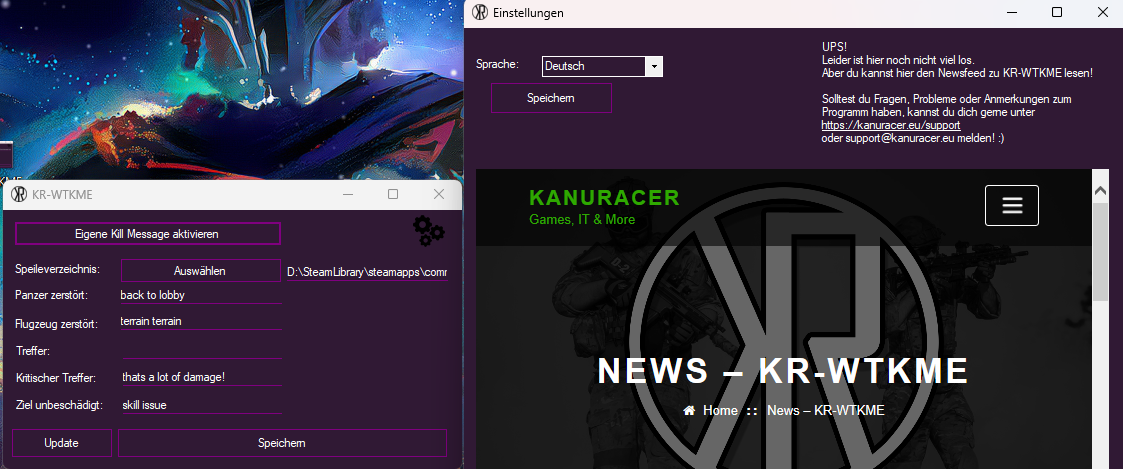 Einstellungen
Sprache:
Deutsch
Speichern
UPS!
Leider ist hier noch nicht viel los.
Aber du kannst hier den Newsfeed zu KR-WTKME lesen!
Solltest du Fragen, Probleme oder Anmerkungen zum
Programm haben, kannst du dich gerne unter
https://kanuracer.eu/support
oder support@kanuracer.eu melden! :)
KANURACER
Games, IT & More
NEWS – KR-WTKME
Home :: News – KR-WTKME
KR-WTKME
Eigene Kill Message aktivieren
Speileverzeichnis:
Auswählen
D:\SteamLibrary\steamapps\comm
Panzer zerstört:
back to lobby
Flugzeug zerstört:
terrain terrain
Treffer:
Kritischer Treffer:
thats a lot of damage!
Ziel unbeschädigt:
skill issue
Update
Speichern